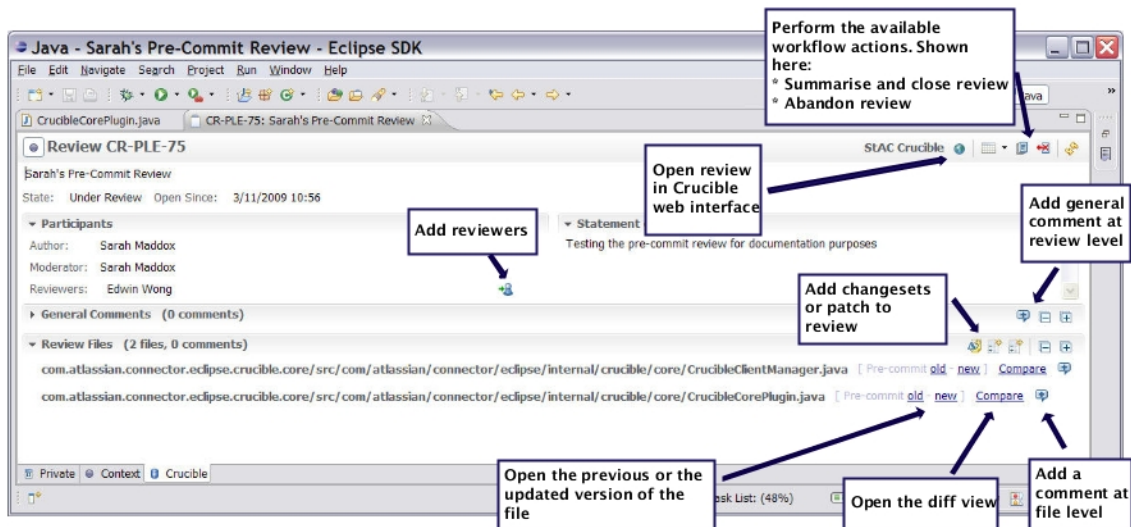 Perform the available
workflow actions. Shown
here:
* Summarise and close review
* Abandon review
Java - Sarah's Pre-Commit Review - Eclipse SDK
File Edit Navigate Search Project Run Window Help
CrucibleCorePlugin.java
CR-PLE-75: Sarah's Pre-Commit Review
Review CR-PLE-75
StAC Crucible
Sarah's Pre-Commit Review
State: Under Review Open Since: 3/11/2009 10:56
Open review
in Crucible
web interface
Add general
comment at
review level
Participants
Add reviewers
Statement
Author: Sarah Maddox
Testing the pre-commit review for documentation purposes
Moderator: Sarah Maddox
Reviewers: Edwin Wong
Add changesets
or patch to
review
General Comments (0 comments)
Review Files (2 files, 0 comments)
com.atlassian.connector.eclipse.crucible.core/src/com/atlassian/connector/eclipse/internal/crucible/core/CrucibleClientManager.java [ Pre-commit old - new ] Compare
com.atlassian.connector.eclipse.crucible.core/src/com/atlassian/connector/eclipse/internal/crucible/core/CrucibleCorePlugin.java [ Pre-commit old - new ] Compare
Private Context Crucible
Open the previous or the
updated version of the
file
ask List: (48%)
Open the diff view
Add a
comment at
file level